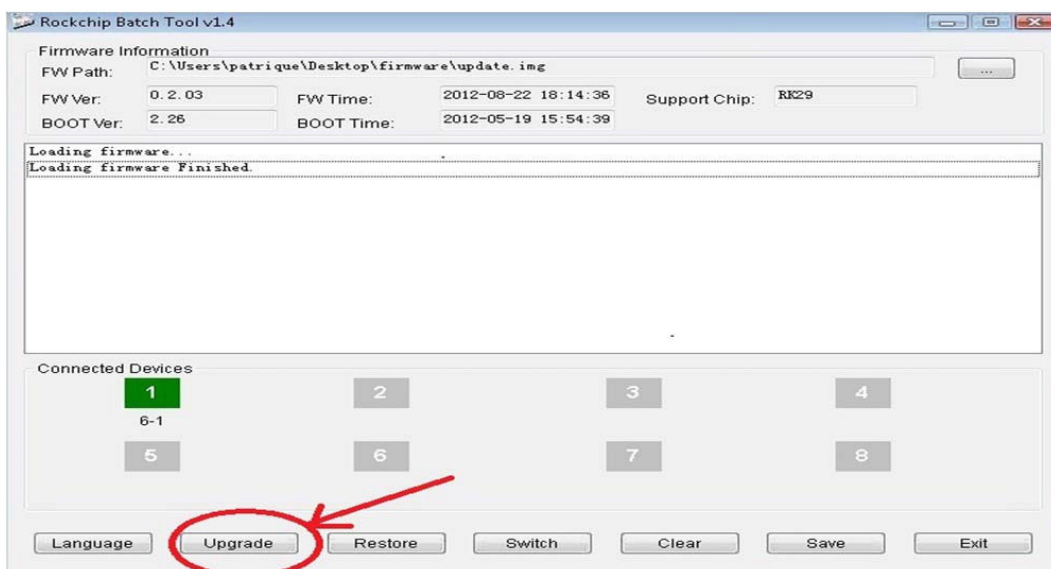 Rockchip Batch Tool v1.4
Firmware Information
FW Path: C:\Users\patrique\Desktop\firmware\update.img ...
FW Ver: 0.2.03 FW Time: 2012-08-22 18:14:36 Support Chip: RK29
BOOT Ver: 2.26 BOOT Time: 2012-05-19 15:54:39
Loading firmware...
Loading firmware Finished.
Connected Devices
1 2 3 4
6-1
5 6 7 8
Language Upgrade Restore Switch Clear Save Exit